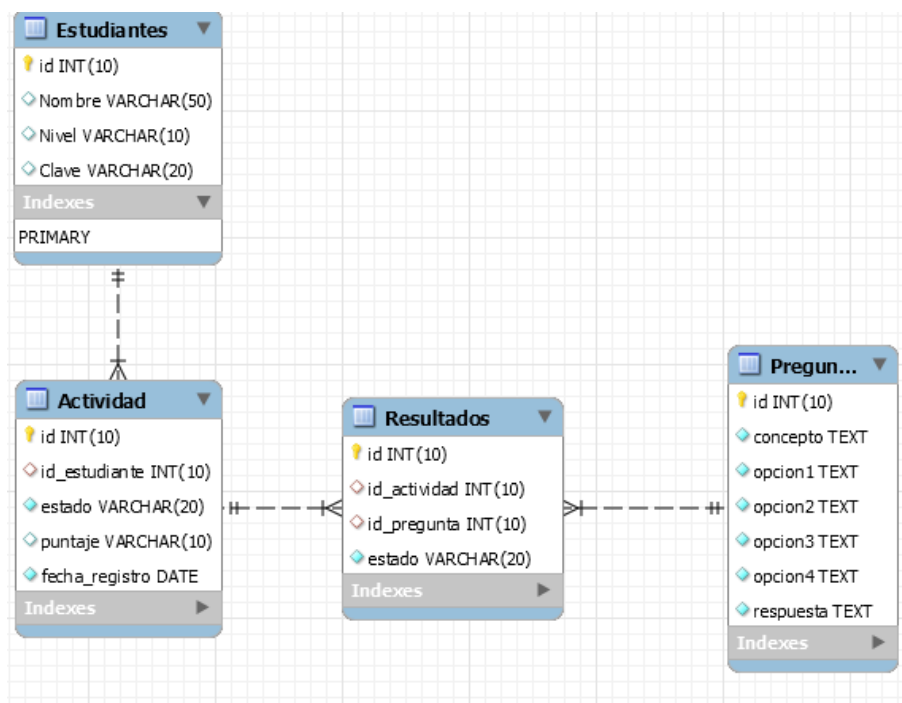 Estudiantes
id INT(10)
Nombre VARCHAR(50)
Nivel VARCHAR(10)
Clave VARCHAR(20)
Indexes
PRIMARY
Actividad
id INT(10)
id_estudiante INT(10)
estado VARCHAR(20)
puntaje VARCHAR(10)
fecha_registro DATE
Indexes
Resultados
id INT(10)
id_actividad INT(10)
id_pregunta INT(10)
estado VARCHAR(20)
Indexes
Pregun...
id INT(10)
concepto TEXT
opcion1 TEXT
opcion2 TEXT
opcion3 TEXT
opcion4 TEXT
respuesta TEXT
Indexes